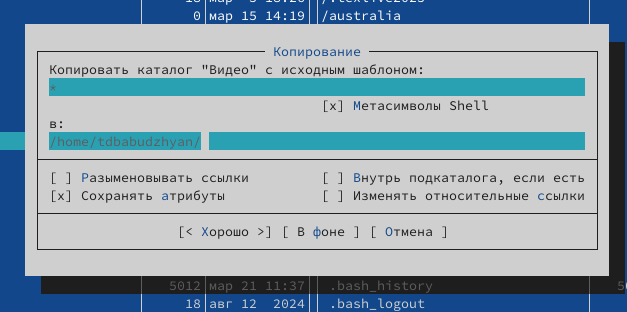 0 мар 15 14:19 /australia
Копирование
Копировать каталог "Видео" с исходным шаблоном:
*
[x] Метасимволы Shell
в:
/home/tdbabudzhyan/
[ ] Разыменовывать ссылки [ ] Внутрь подкаталога, если есть
[x] Сохранять атрибуты [ ] Изменять относительные ссылки
[< Хорошо >] [ В фоне ] [ Отмена ]
5012 мар 21 11:37 .bash_history
18 авг 12 2024 .bash_logout